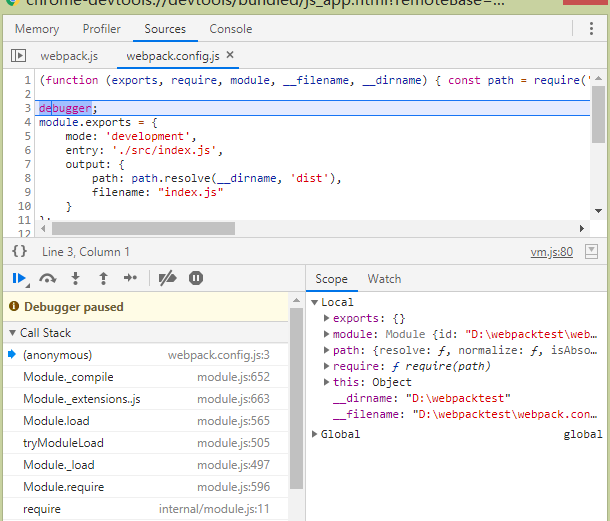 chrome-devtools://devtools/bundled/js_app.html?remoteBase=...
Memory Profiler Sources Console
webpack.js webpack.config.js ×
1 (function (exports, require, module, __filename, __dirname) { const path = require('
2
3 debugger;
4 module.exports = {
5 mode: 'development',
6 entry: './src/index.js',
7 output: {
8 path: path.resolve(__dirname, 'dist'),
9 filename: "index.js"
10 }
11 };
12
{} Line 3, Column 1 vm.js:80
Debugger paused
Call Stack
(anonymous) webpack.config.js:3
Module._compile module.js:652
Module._extensions..js module.js:663
Module.load module.js:565
tryModuleLoad module.js:505
Module._load module.js:497
Module.require module.js:596
require internal/module.js:11
Scope Watch
Local
exports: {}
module: Module {id: "D:\webpacktest\web…
path: {resolve: ƒ, normalize: ƒ, isAbso…
require: ƒ require(path)
this: Object
__dirname: "D:\webpacktest"
__filename: "D:\webpacktest\webpack.con…
Global global